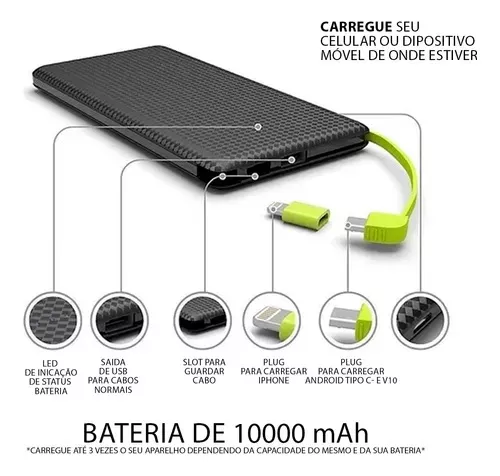 CARREGUE SEU
CELULAR OU DIPOSITIVO
MÓVEL DE ONDE ESTIVER
LED
DE INICAÇÃO
DE STATUS
BATERIA
SAIDA
DE USB
PARA CABOS
NORMAIS
SLOT PARA
GUARDAR
CABO
PLUG
PARA CARREGAR
IPHONE
PLUG
PARA CARREGAR
ANDROID TIPO C- E V10
BATERIA DE 10000 mAh
*CARREGUE ATÉ 3 VEZES O SEU APARELHO DEPENDENDO DA CAPACIDADE DO MESMO E DA SUA BATERIA*